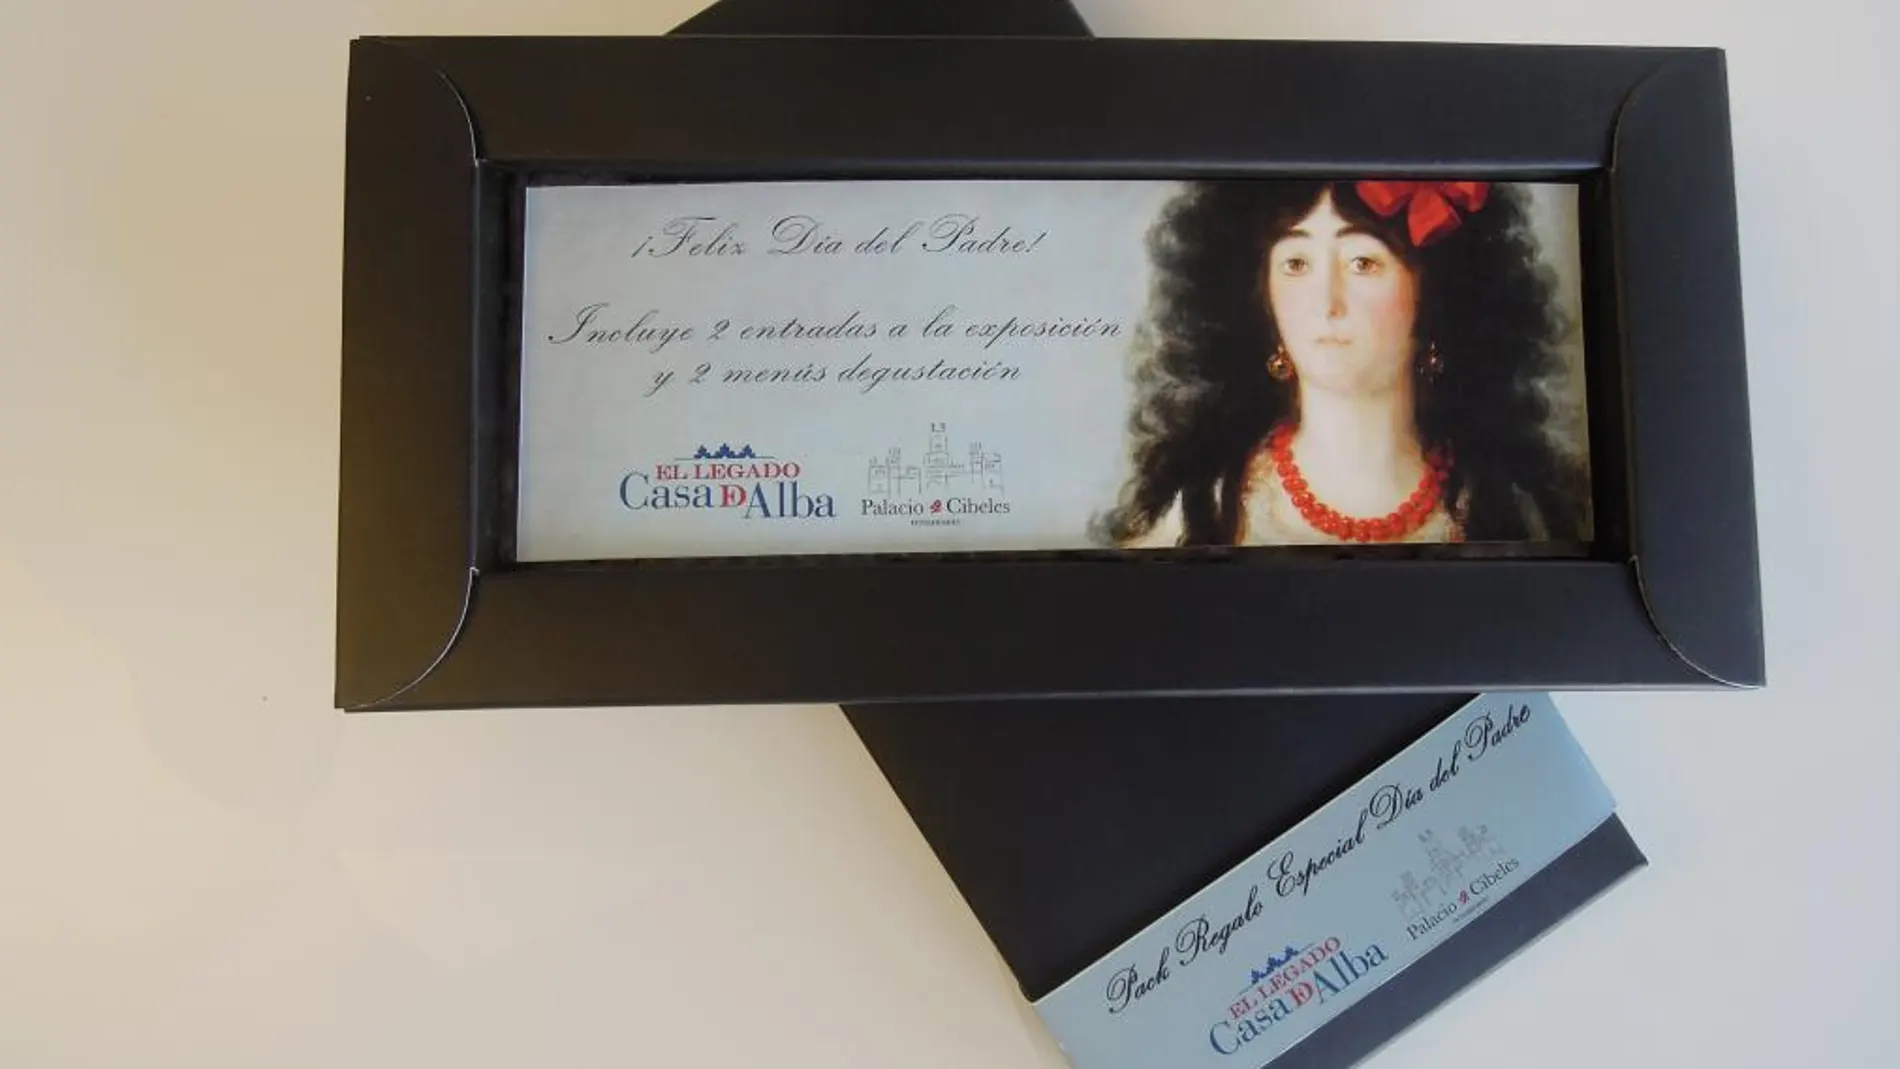 ¡Feliz Día del Padre!
Incluye 2 entradas a la exposición
y 2 menús degustación
EL LEGADO
Casa DE Alba
Palacio de Cibeles
Pack Regalo Especial Día del Padre
EL LEGADO
Casa DE Alba
Palacio de Cibeles